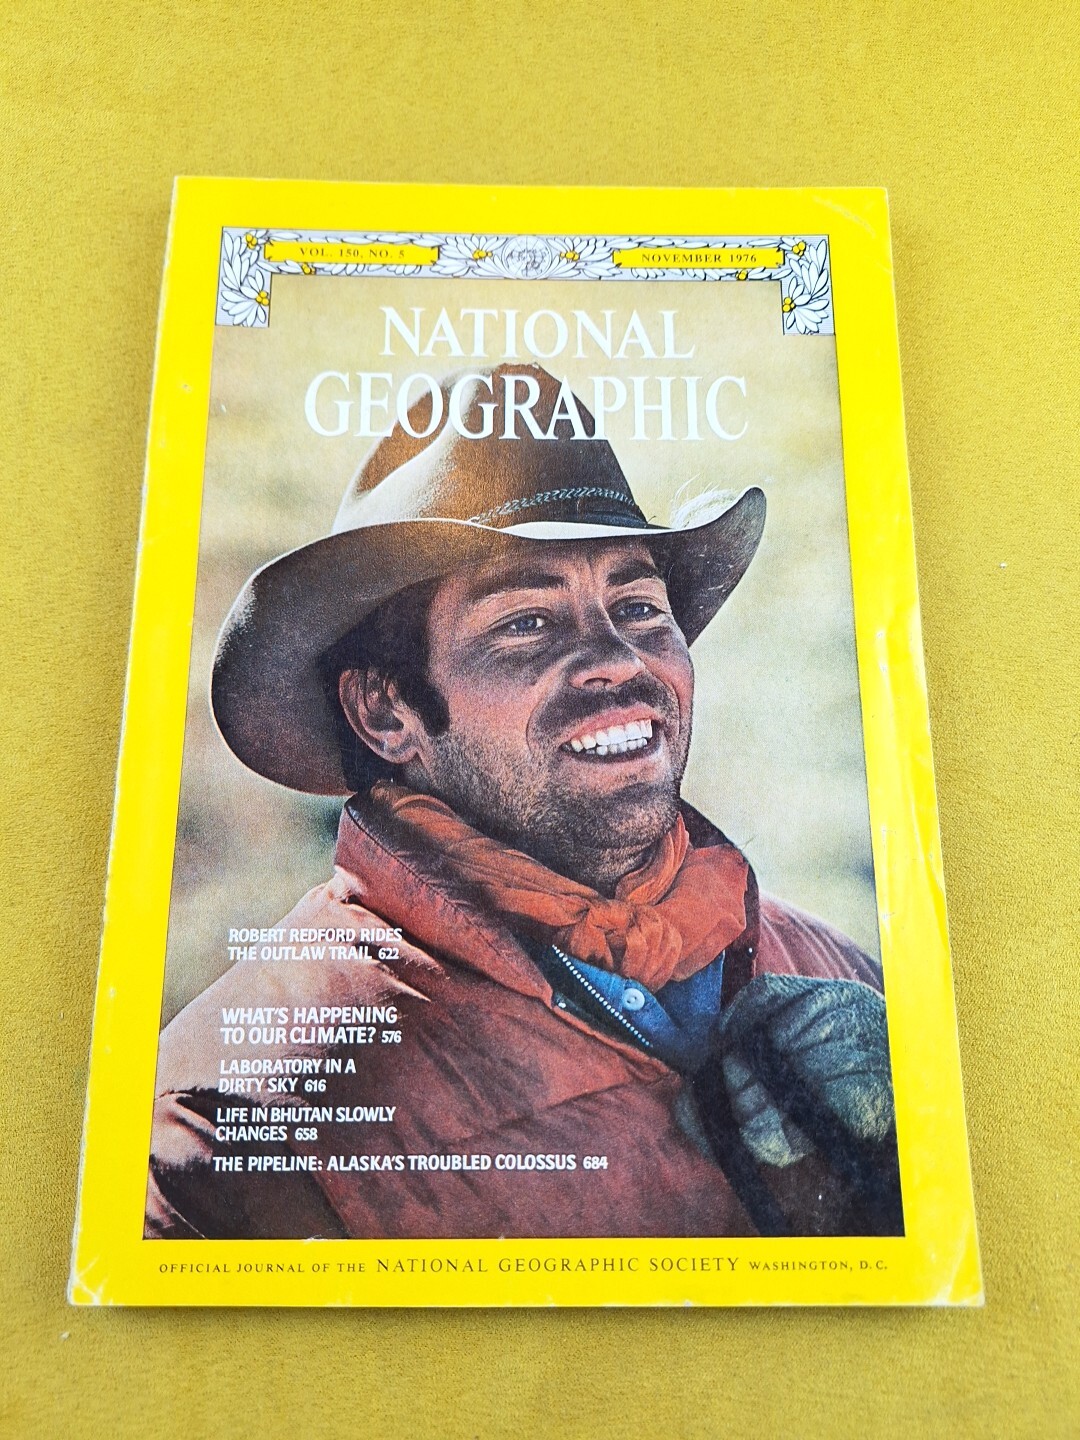 VOL. 150, NO. 5
NOVEMBER 1976
NATIONAL
GEOGRAPHIC
ROBERT REDFORD RIDES
THE OUTLAW TRAIL 622
WHAT'S HAPPENING
TO OUR CLIMATE? 576
LABORATORY IN A
DIRTY SKY 616
LIFE IN BHUTAN SLOWLY
CHANGES 658
THE PIPELINE: ALASKA'S TROUBLED COLOSSUS 684
OFFICIAL JOURNAL OF THE NATIONAL GEOGRAPHIC SOCIETY WASHINGTON, D.C.